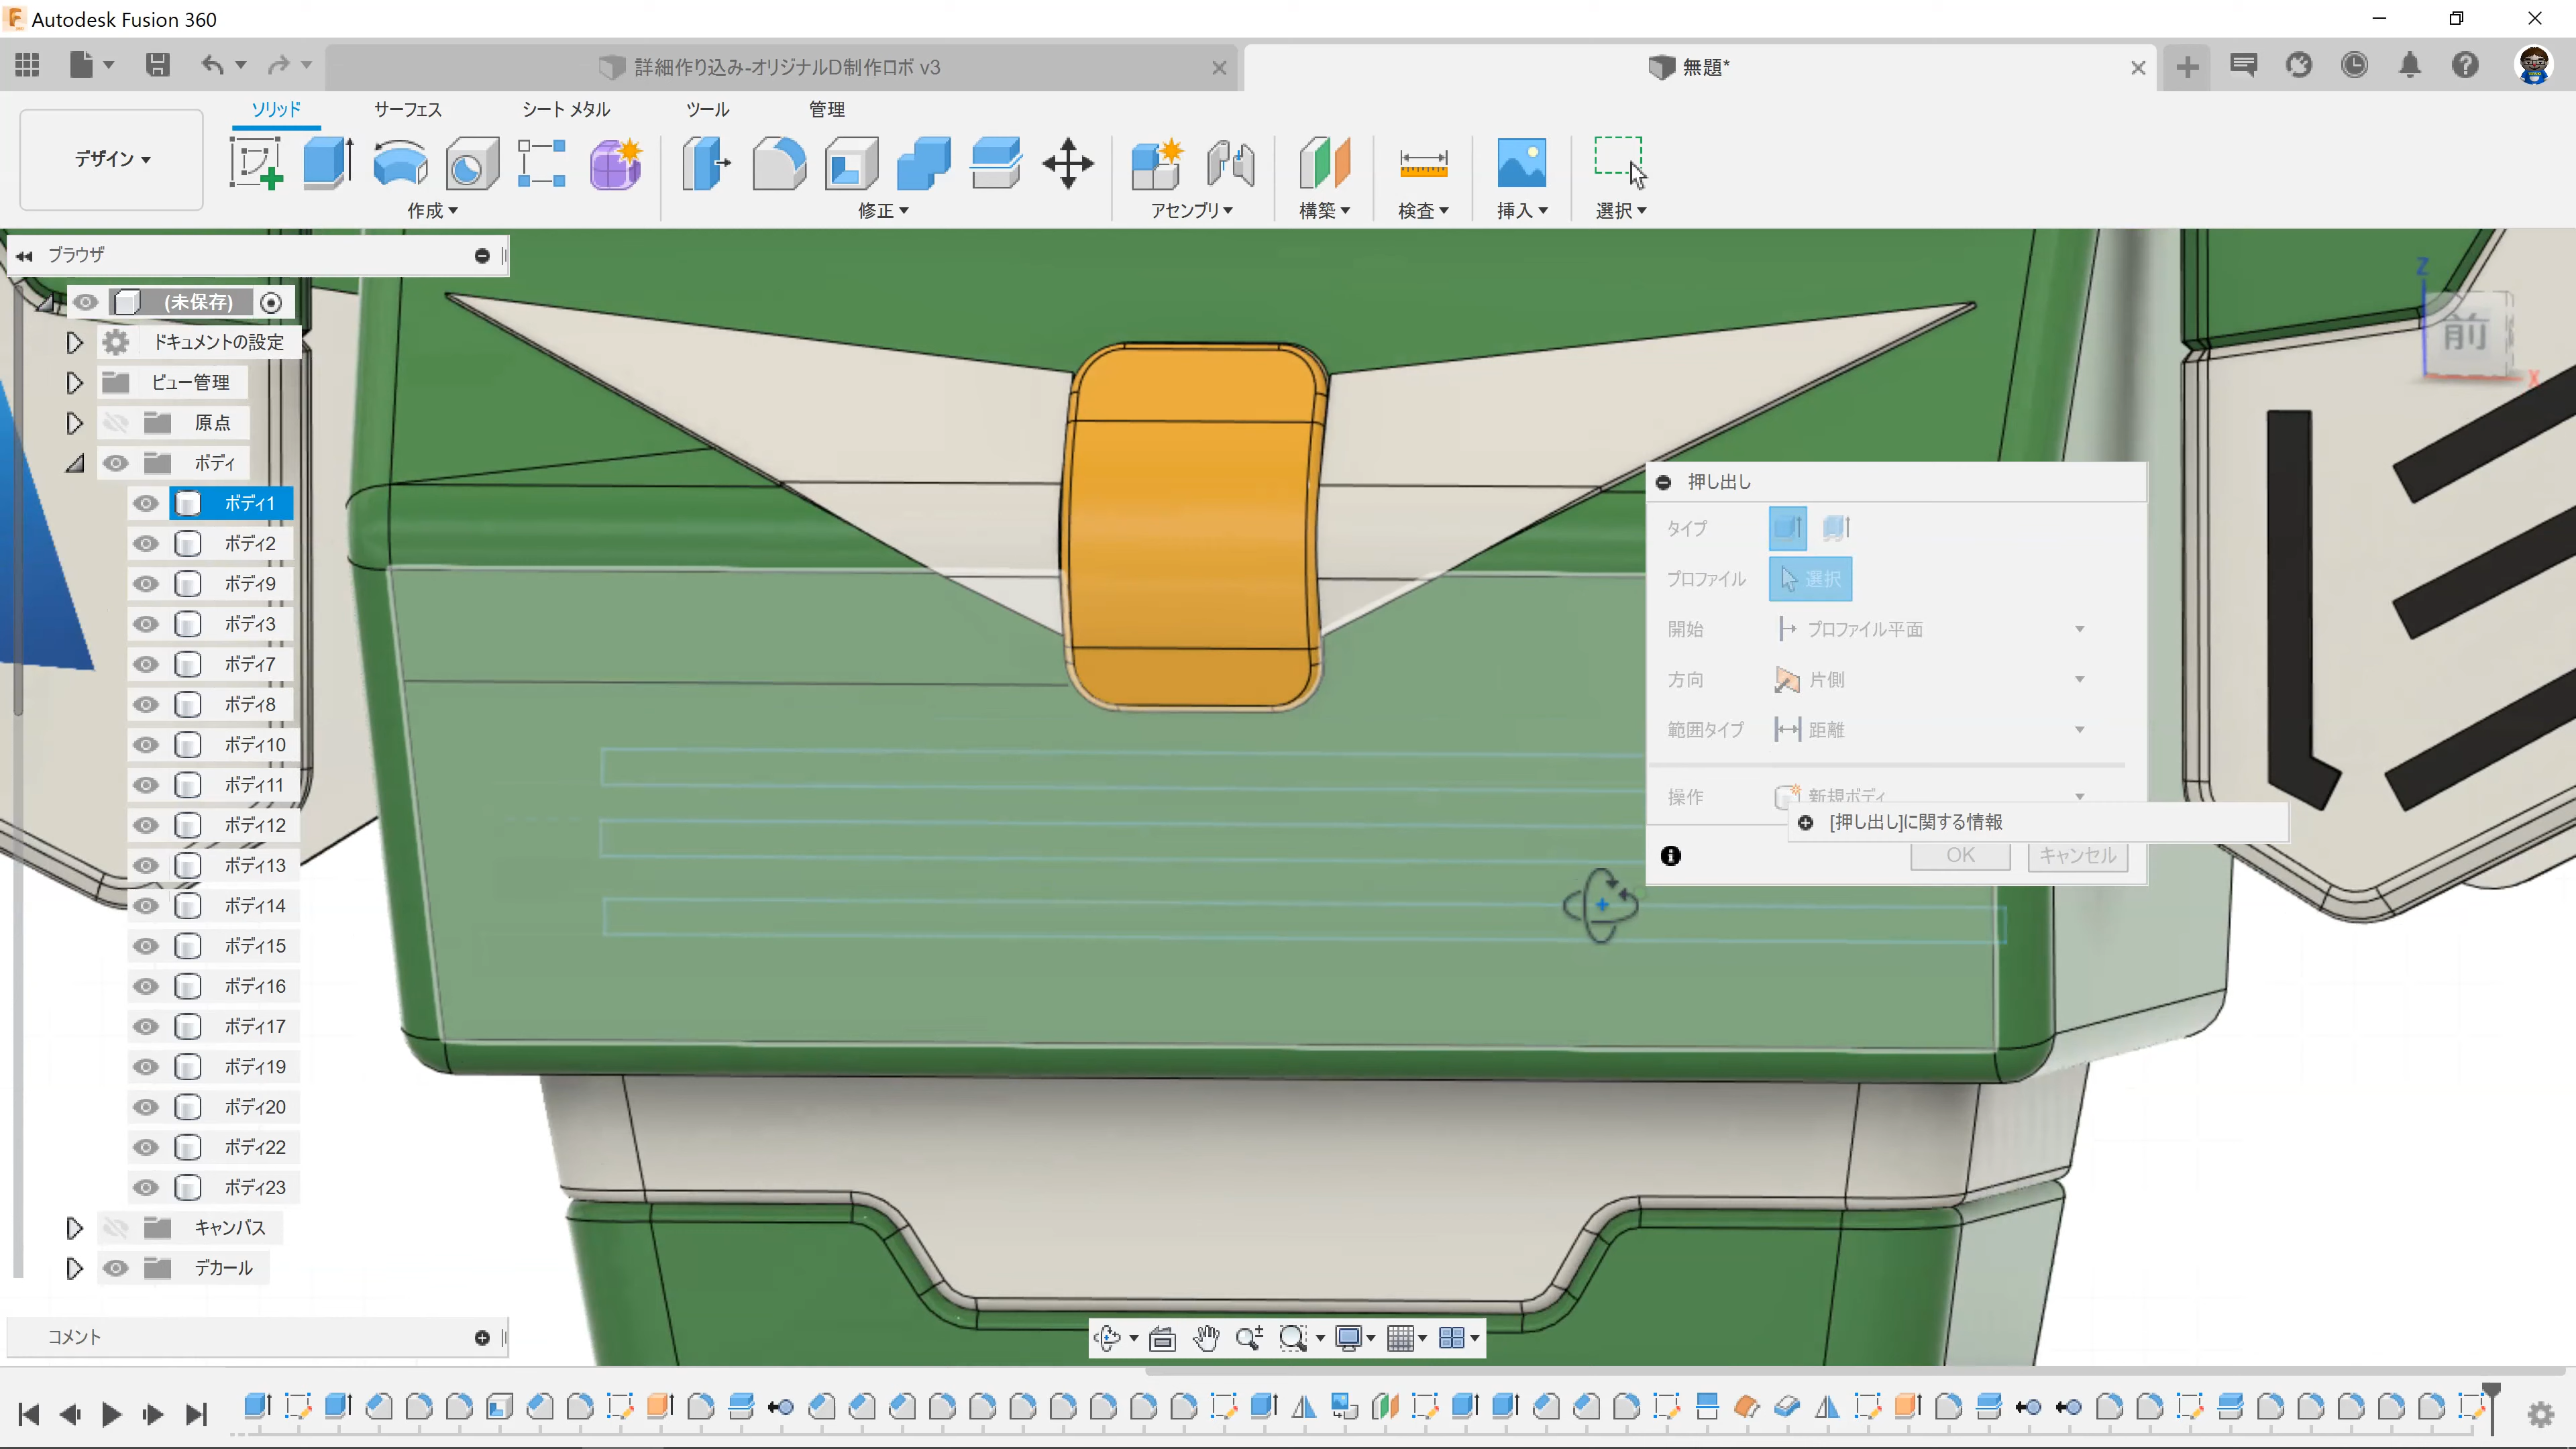 Autodesk Fusion 360
詳細作り込み-オリジナルD制作ロボ v3
無題*
ソリッド
サーフェス
シート メタル
ツール
管理
デザイン
作成
修正
アセンブリ
構築
検査
挿入
選択
ブラウザ
(未保存)
ドキュメントの設定
ビュー管理
原点
ボディ
ボディ1
ボディ2
ボディ9
ボディ3
ボディ7
ボディ8
ボディ10
ボディ11
ボディ12
ボディ13
ボディ14
ボディ15
ボディ16
ボディ17
ボディ19
ボディ20
ボディ22
ボディ23
キャンバス
デカール
コメント
Z
前
X
押し出し
タイプ
プロファイル
選択
開始
プロファイル平面
方向
片側
範囲タイプ
距離
操作
新規ボディ
[押し出し]に関する情報
OK
キャンセル